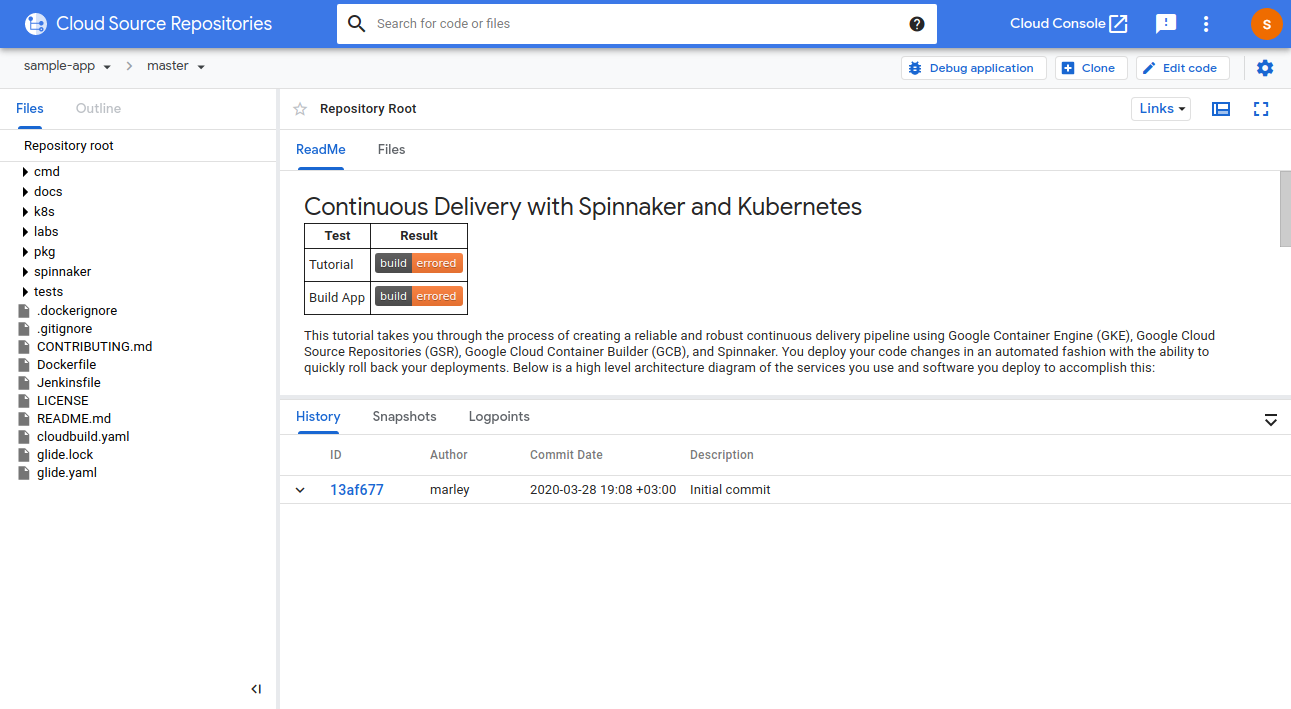 Cloud Source Repositories
Search for code or files
Cloud Console
S
sample-app
master
Debug application
Clone
Edit code
Files
Outline
Repository root
cmd
docs
k8s
labs
pkg
spinnaker
tests
.dockerignore
.gitignore
CONTRIBUTING.md
Dockerfile
Jenkinsfile
LICENSE
README.md
cloudbuild.yaml
glide.lock
glide.yaml
Repository Root
Links
ReadMe
Files
Continuous Delivery with Spinnaker and Kubernetes
Test Result
Tutorial build errored
Build App build errored
This tutorial takes you through the process of creating a reliable and robust continuous delivery pipeline using Google Container Engine (GKE), Google Cloud
Source Repositories (GSR), Google Cloud Container Builder (GCB), and Spinnaker. You deploy your code changes in an automated fashion with the ability to
quickly roll back your deployments. Below is a high level architecture diagram of the services you use and software you deploy to accomplish this:
History Snapshots Logpoints
ID Author Commit Date Description
13af677 marley 2020-03-28 19:08 +03:00 Initial commit